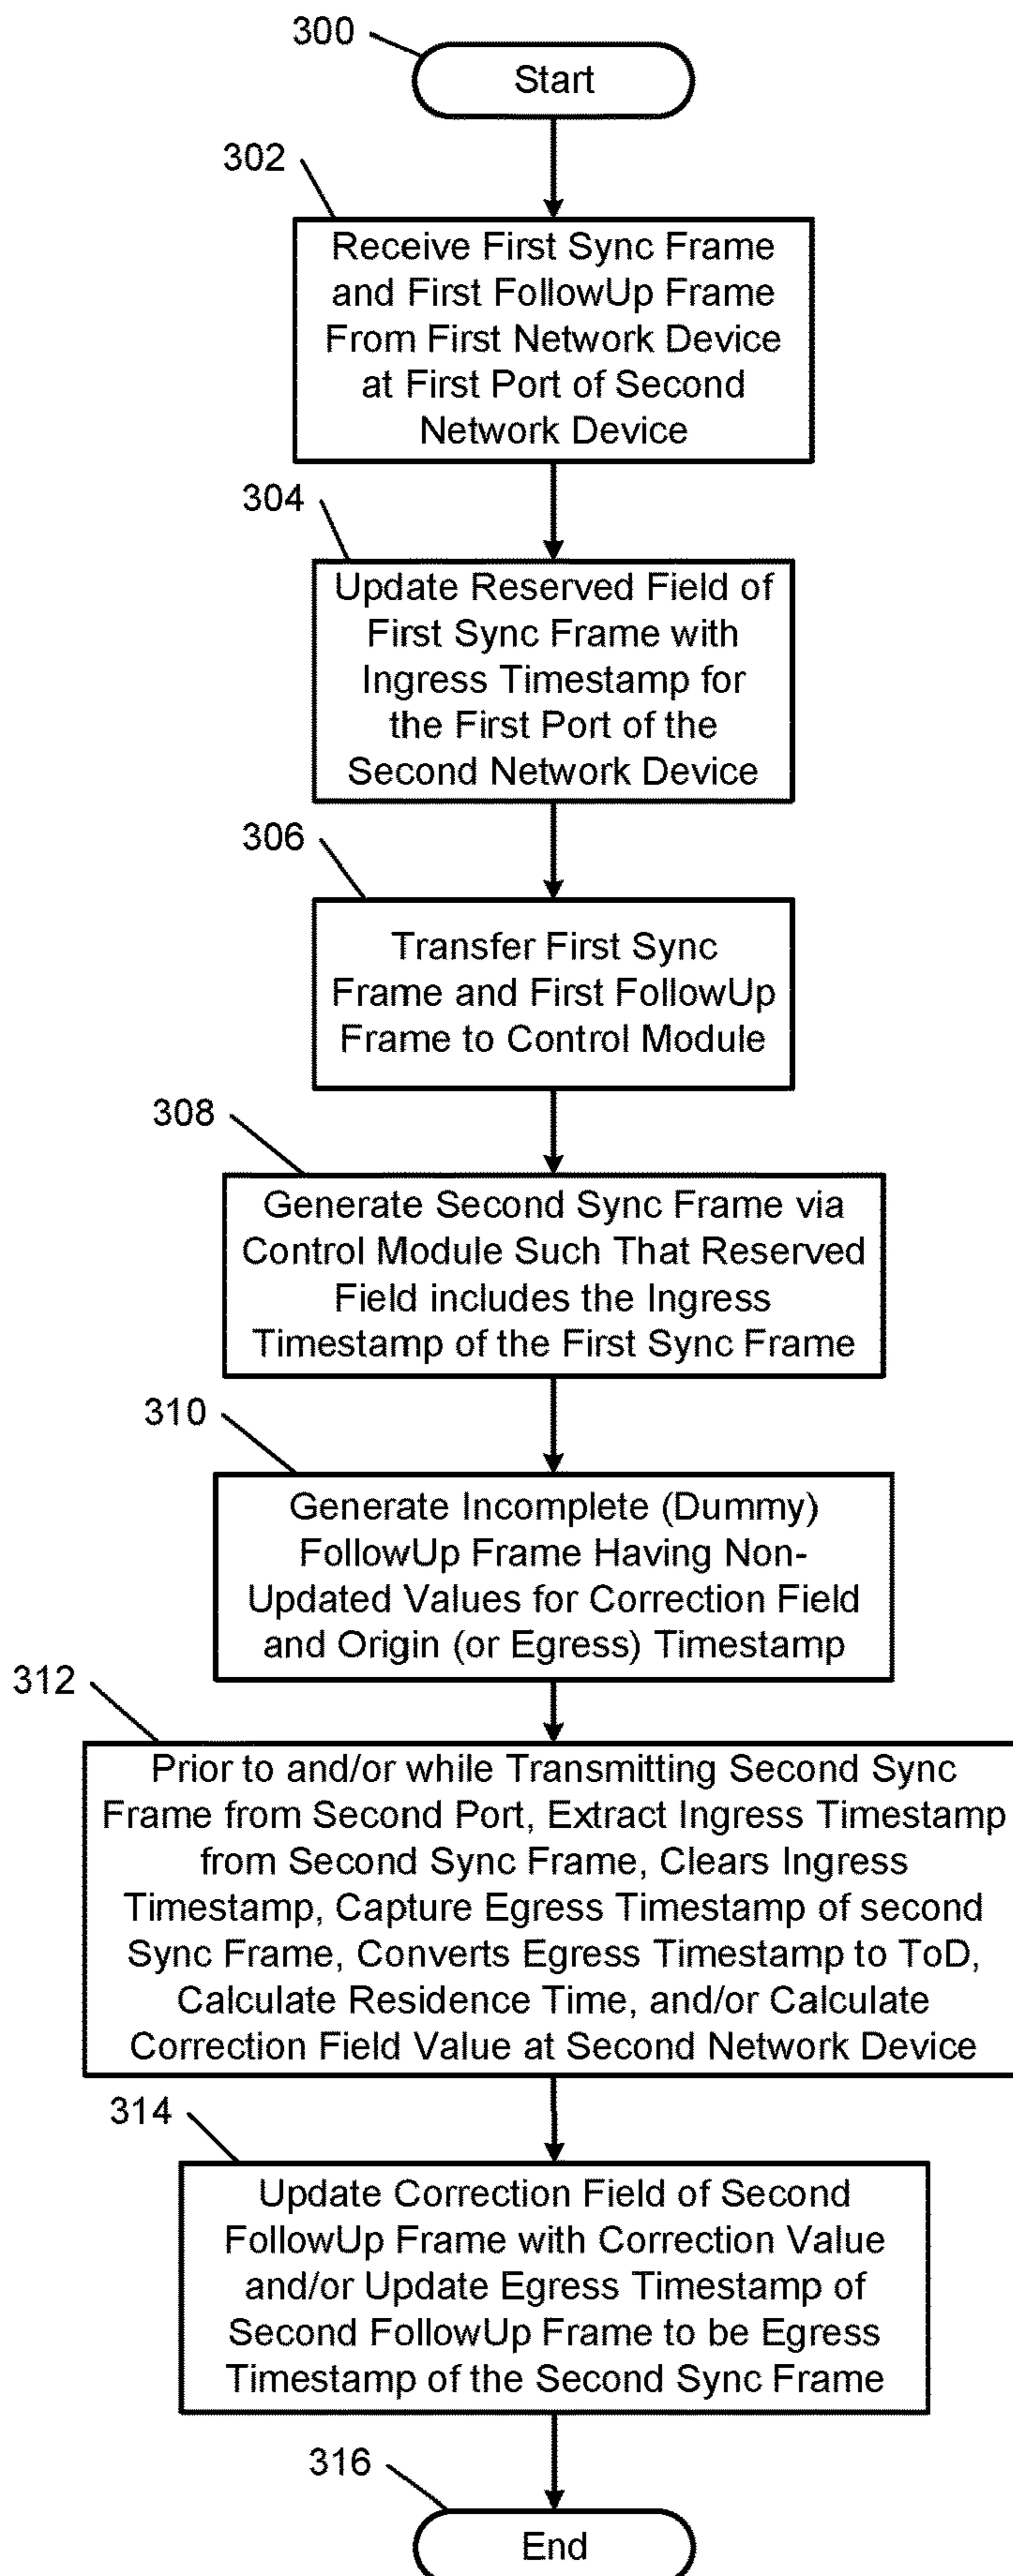 300
Start
302
Receive First Sync Frame
and First FollowUp Frame
From First Network Device
at First Port of Second
Network Device
304
Update Reserved Field of
First Sync Frame with
Ingress Timestamp for
the First Port of the
Second Network Device
306
Transfer First Sync
Frame and First FollowUp
Frame to Control Module
308
Generate Second Sync Frame via
Control Module Such That Reserved
Field includes the Ingress
Timestamp of the First Sync Frame
310
Generate Incomplete (Dummy)
FollowUp Frame Having Non-
Updated Values for Correction Field
and Origin (or Egress) Timestamp
312
Prior to and/or while Transmitting Second Sync
Frame from Second Port, Extract Ingress Timestamp
from Second Sync Frame, Clears Ingress
Timestamp, Capture Egress Timestamp of second
Sync Frame, Converts Egress Timestamp to ToD,
Calculate Residence Time, and/or Calculate
Correction Field Value at Second Network Device
314
Update Correction Field of Second
FollowUp Frame with Correction Value
and/or Update Egress Timestamp of
Second FollowUp Frame to be Egress
Timestamp of the Second Sync Frame
316
End